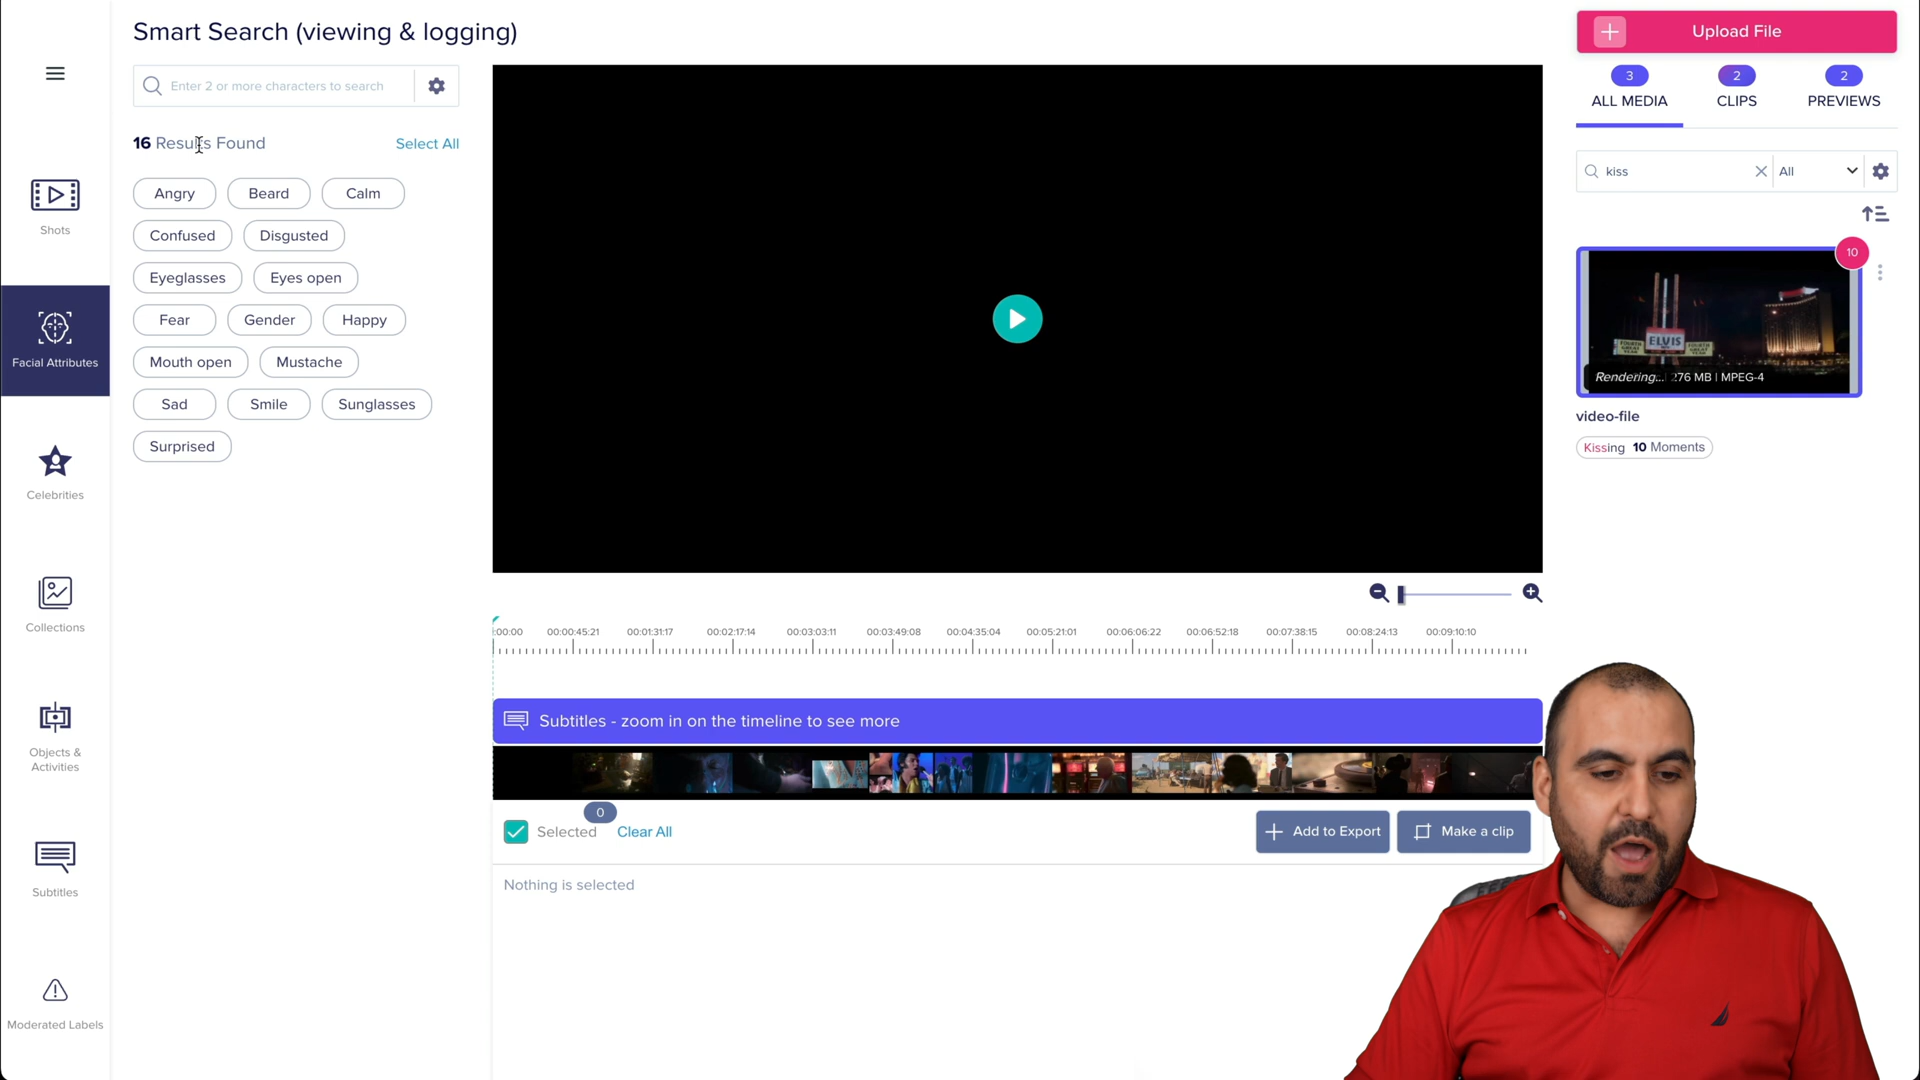 Smart Search (viewing & logging)
Enter 2 or more characters to search
16 Results Found
Select All
Angry
Beard
Calm
Confused
Disgusted
Eyeglasses
Eyes open
Fear
Gender
Happy
Mouth open
Mustache
Sad
Smile
Sunglasses
Surprised
Shots
Facial Attributes
Celebrities
Collections
Objects &
Activities
Subtitles
Moderated Labels
:00:00 00:00:45:21 00:01:31:17 00:02:17:14 00:03:03:11 00:03:49:08 00:04:35:04 00:05:21:01 00:06:06:22 00:06:52:18 00:07:38:15 00:08:24:13 00:09:10:10
Subtitles - zoom in on the timeline to see more
0
Selected
Clear All
Add to Export
Make a clip
Nothing is selected
Upload File
3
ALL MEDIA
2
CLIPS
2
PREVIEWS
kiss
All
10
ELVIS
Rendering... 276 MB | MPEG-4
video-file
Kissing 10 Moments